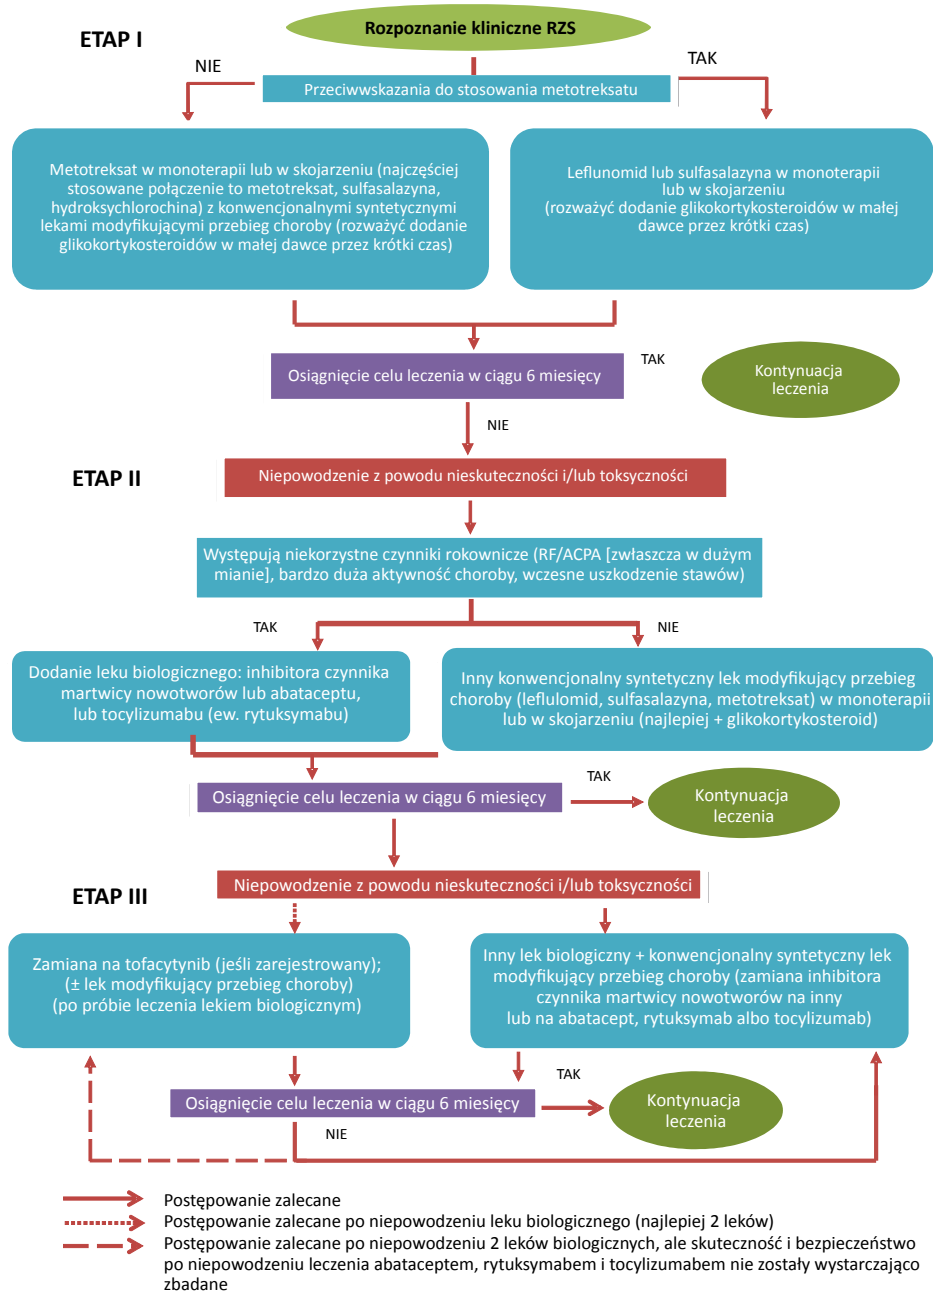 Rozpoznanie kliniczne RZS
ETAP I
NIE
TAK
Przeciwwskazania do stosowania metotreksatu
Metotreksat w monoterapii lub w skojarzeniu (najczęściej
stosowane połączenie to metotreksat, sulfasalazyna,
hydroksychlorochina) z konwencjonalnymi syntetycznymi
lekami modyfikującymi przebieg choroby (rozważyć dodanie
glikokortykosteroidów w małej dawce przez krótki czas)
Leflunomid lub sulfasalazyna w monoterapii
lub w skojarzeniu
(rozważyć dodanie glikokortykosteroidów w małej
dawce przez krótki czas)
Osiągnięcie celu leczenia w ciągu 6 miesięcy
TAK
Kontynuacja
leczenia
NIE
ETAP II
Niepowodzenie z powodu nieskuteczności i/lub toksyczności
Występują niekorzystne czynniki rokownicze (RF/ACPA [zwłaszcza w dużym
mianie], bardzo duża aktywność choroby, wczesne uszkodzenie stawów)
TAK
NIE
Dodanie leku biologicznego: inhibitora czynnika
martwicy nowotworów lub abataceptu,
lub tocylizumabu (ew. rytuksymabu)
Inny konwencjonalny syntetyczny lek modyfikujący przebieg
choroby (leflulomid, sulfasalazyna, metotreksat) w monoterapii
lub w skojarzeniu (najlepiej + glikokortykosteroid)
Osiągnięcie celu leczenia w ciągu 6 miesięcy
TAK
Kontynuacja
leczenia
ETAP III
Niepowodzenie z powodu nieskuteczności i/lub toksyczności
Zamiana na tofacytynib (jeśli zarejestrowany);
(± lek modyfikujący przebieg choroby)
(po próbie leczenia lekiem biologicznym)
Inny lek biologiczny + konwencjonalny syntetyczny lek
modyfikujący przebieg choroby (zamiana inhibitora
czynnika martwicy nowotworów na inny
lub na abatacept, rytuksymab albo tocylizumab)
Osiągnięcie celu leczenia w ciągu 6 miesięcy
TAK
Kontynuacja
leczenia
NIE
Postępowanie zalecane
Postępowanie zalecane po niepowodzeniu leku biologicznego (najlepiej 2 leków)
Postępowanie zalecane po niepowodzeniu 2 leków biologicznych, ale skuteczność i bezpieczeństwo
po niepowodzeniu leczenia abataceptem, rytuksymabem i tocylizumabem nie zostały wystarczająco
zbadane